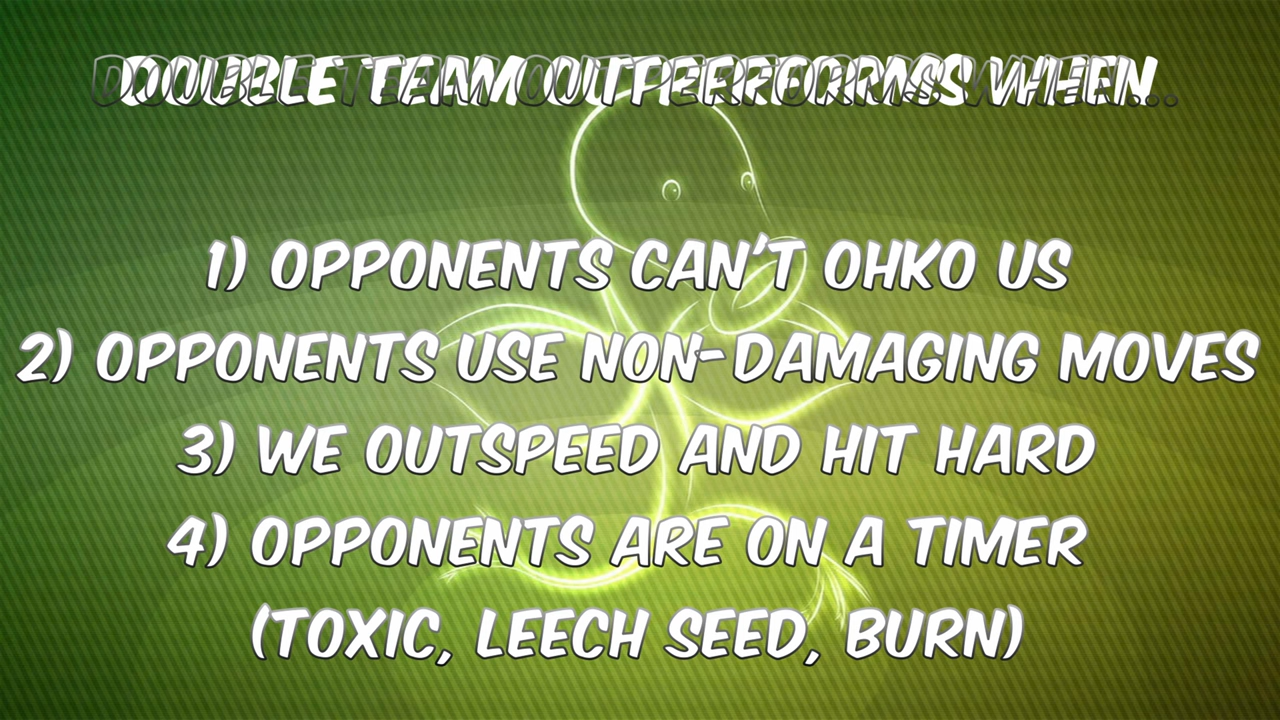 DOUBLE TEAM OUTPERFORMS WHEN...
1) OPPONENTS CAN'T OHKO US
2) OPPONENTS USE NON-DAMAGING MOVES
3) WE OUTSPEED AND HIT HARD
4) OPPONENTS ARE ON A TIMER
(TOXIC, LEECH SEED, BURN)